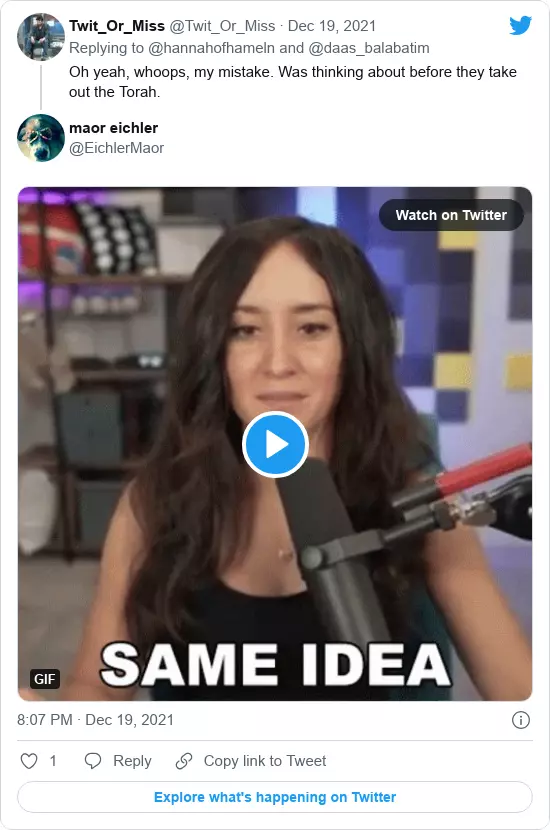 Twit_Or_Miss @Twit_Or_Miss · Dec 19, 2021
Replying to @hannahofhameln and @daas_balabatim
Oh yeah, whoops, my mistake. Was thinking about before they take
out the Torah.
maor eichler
@EichlerMaor
Watch on Twitter
SAME IDEA
GIF
8:07 PM · Dec 19, 2021
1 Reply Copy link to Tweet
Explore what's happening on Twitter